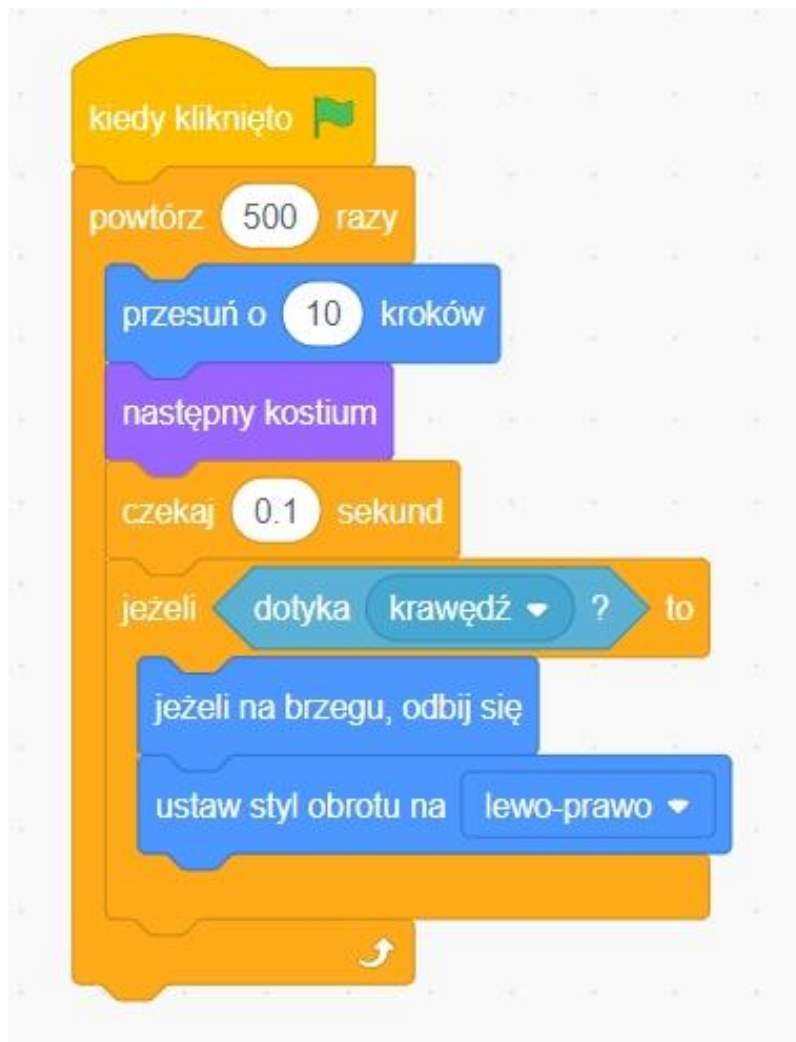 kiedy kliknięto
powtórz 500 razy
przesuń o 10 kroków
następny kostium
czekaj 0.1 sekund
jeżeli dotyka krawędź ? to
jeżeli na brzegu, odbij się
ustaw styl obrotu na lewo-prawo